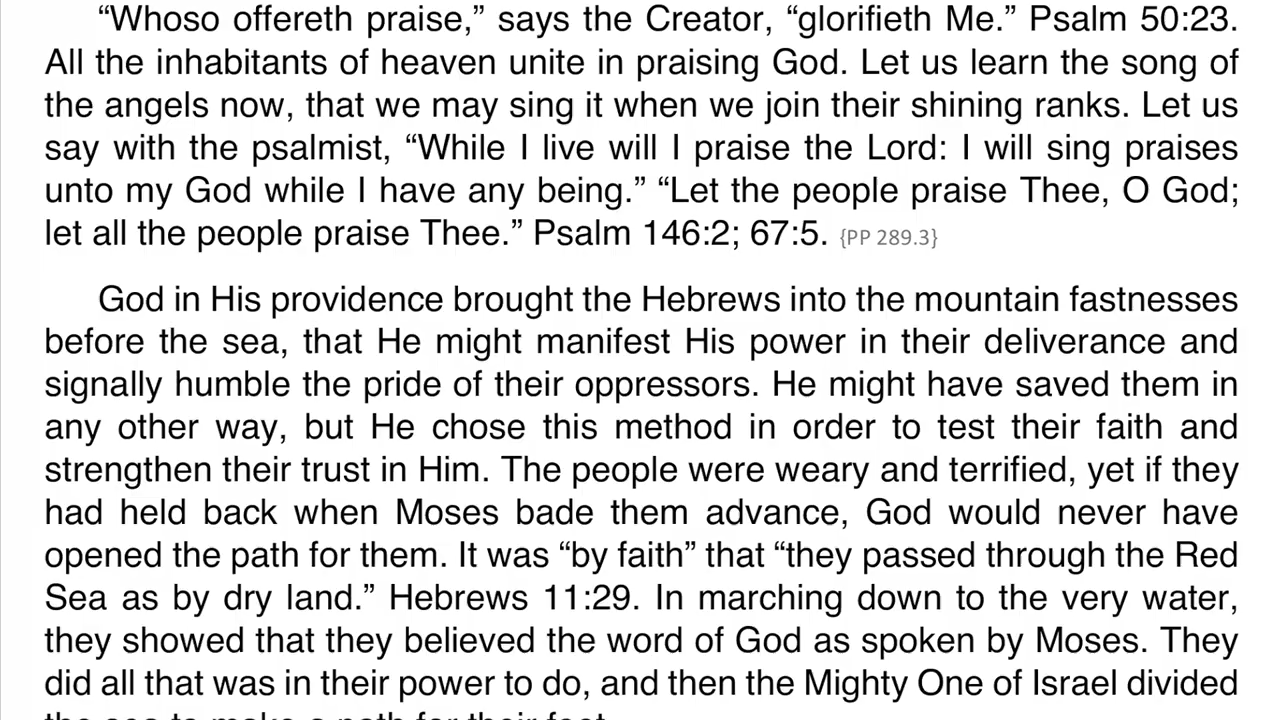 “Whoso offereth praise,” says the Creator, “glorifieth Me.” Psalm 50:23.
All the inhabitants of heaven unite in praising God. Let us learn the song of
the angels now, that we may sing it when we join their shining ranks. Let us
say with the psalmist, “While I live will I praise the Lord: I will sing praises
unto my God while I have any being.” “Let the people praise Thee, O God;
let all the people praise Thee.” Psalm 146:2; 67:5. {PP 289.3}
God in His providence brought the Hebrews into the mountain fastnesses
before the sea, that He might manifest His power in their deliverance and
signally humble the pride of their oppressors. He might have saved them in
any other way, but He chose this method in order to test their faith and
strengthen their trust in Him. The people were weary and terrified, yet if they
had held back when Moses bade them advance, God would never have
opened the path for them. It was “by faith” that “they passed through the Red
Sea as by dry land.” Hebrews 11:29. In marching down to the very water,
they showed that they believed the word of God as spoken by Moses. They
did all that was in their power to do, and then the Mighty One of Israel divided
the sea to make a path for their feet.